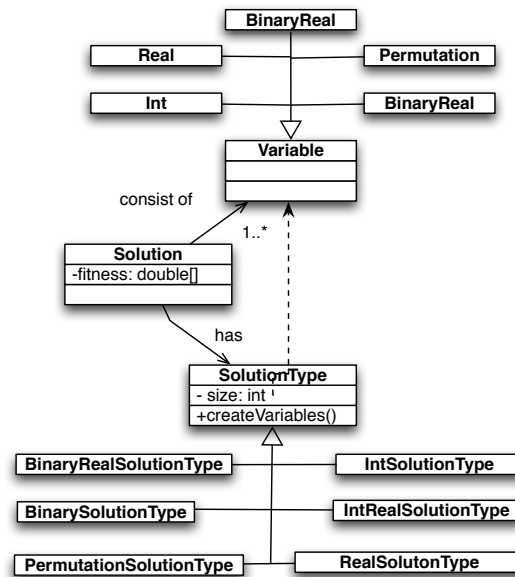 BinaryReal
Real
Permutation
Int
BinaryReal
Variable
consist of
1..*
Solution
-fitness: double[]
has
SolutionType
- size: int
+createVariables()
BinaryRealSolutionType
IntSolutionType
BinarySolutionType
IntRealSolutionType
PermutationSolutionType
RealSolutonType